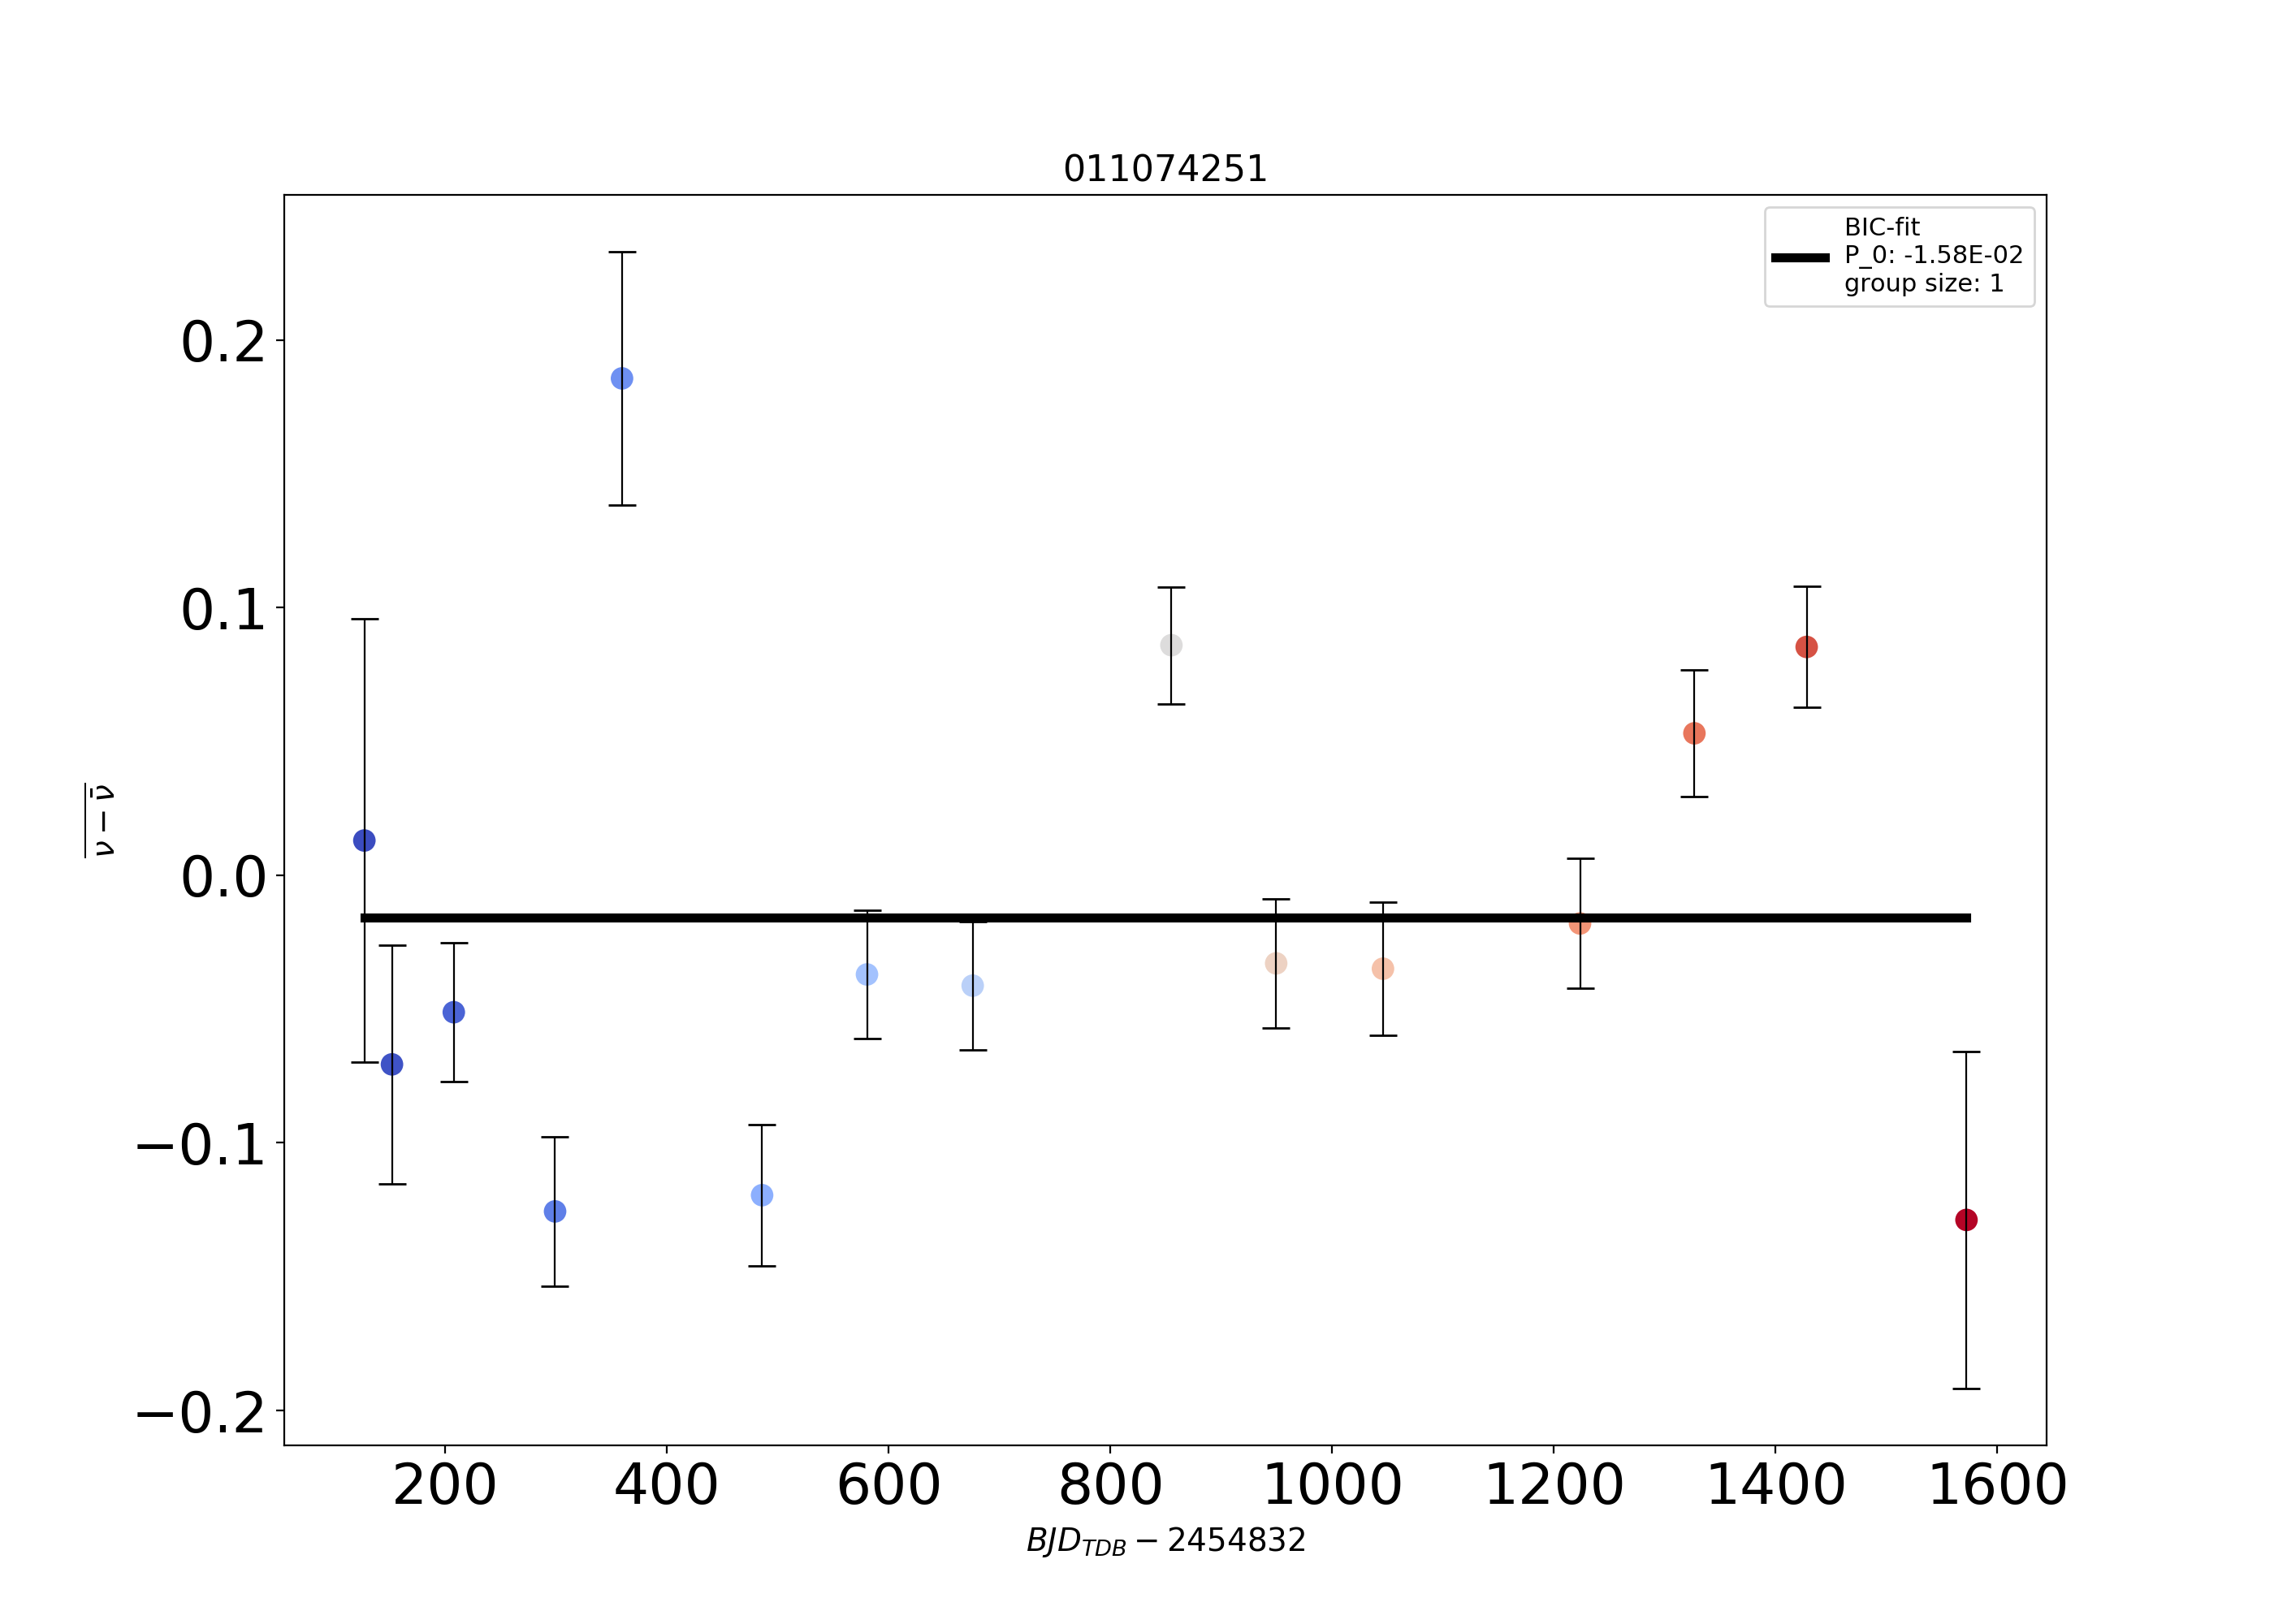 011074251
BIC-fit
P_0: -1.58E-02
group size: 1
0.2
0.1
0.0
−0.1
−0.2
ν − ν̄
200 400 600 800 1000 1200 1400 1600
BJD_TDB − 2454832